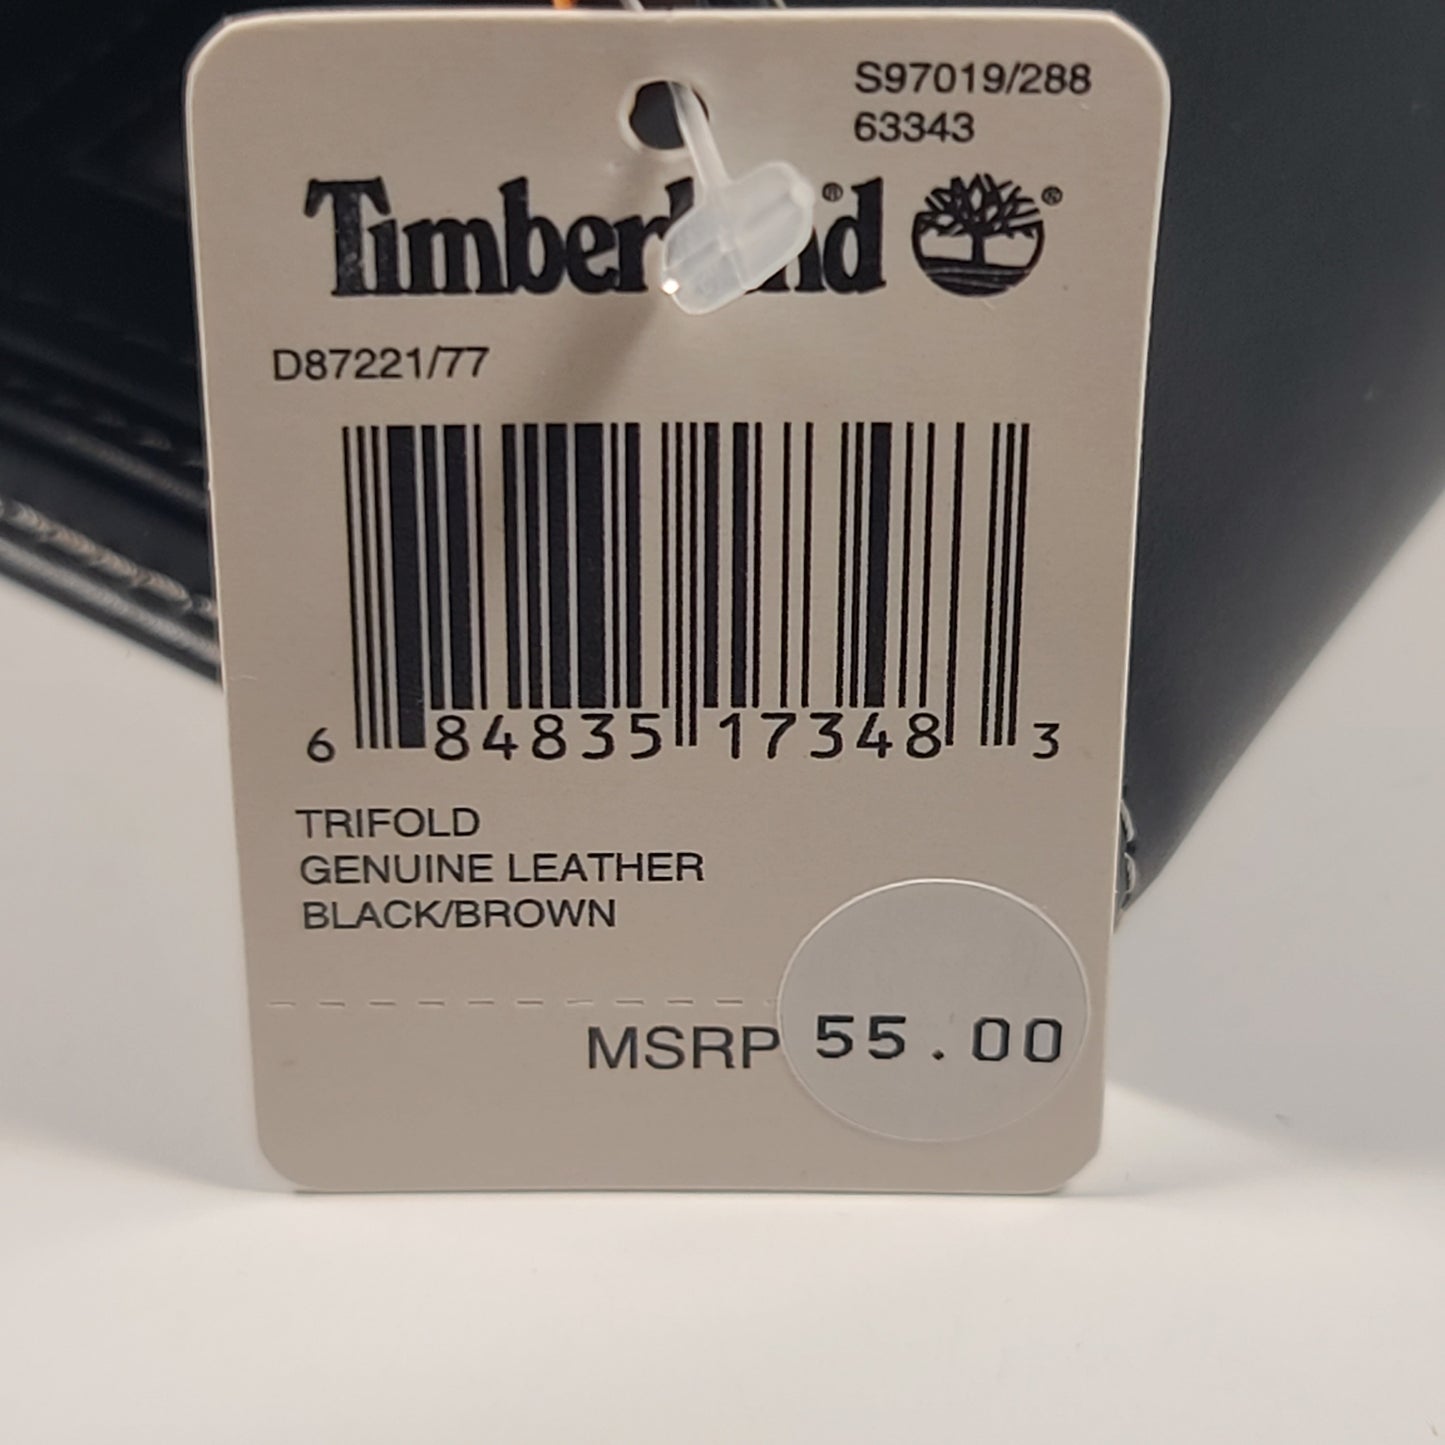 S97019/288
63343
Timberland ® ®
D87221/77
6 84835 17348 3
TRIFOLD
GENUINE LEATHER
BLACK/BROWN
MSRP 55.00